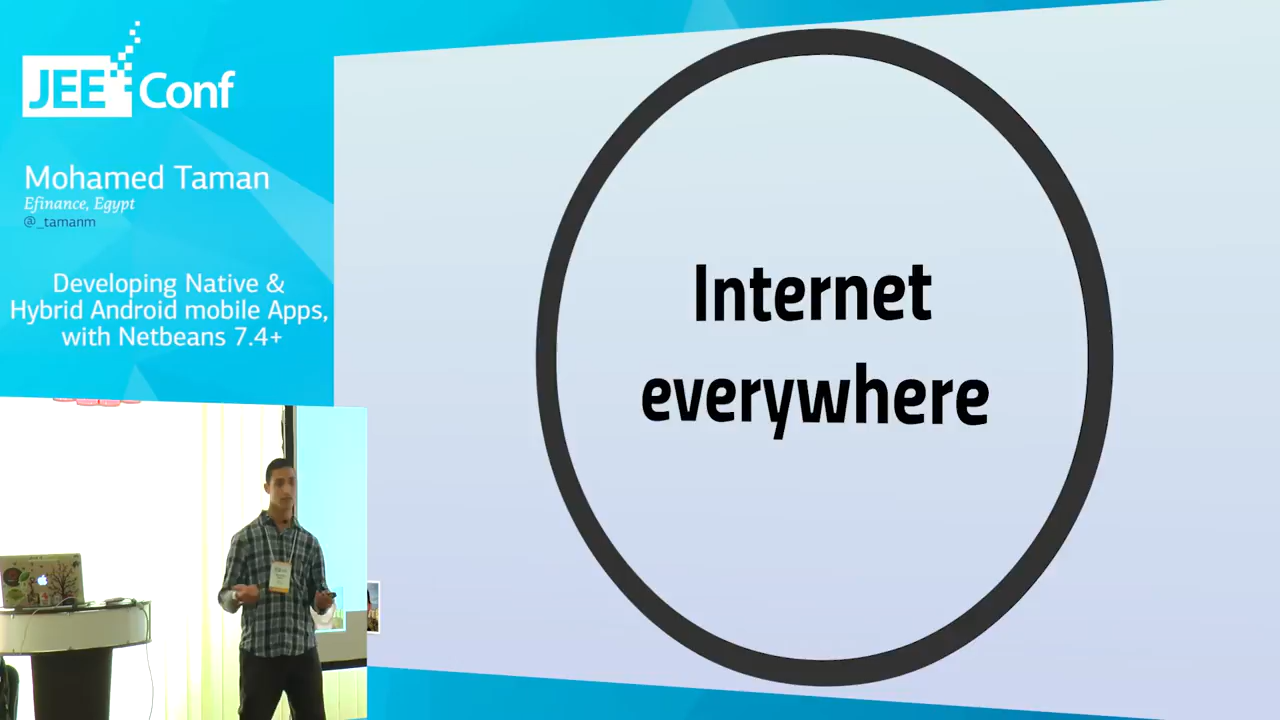 JEE Conf
Mohamed Taman
Efinance, Egypt
@_tamanm
Developing Native &
Hybrid Android mobile Apps,
with Netbeans 7.4+
Internet
everywhere